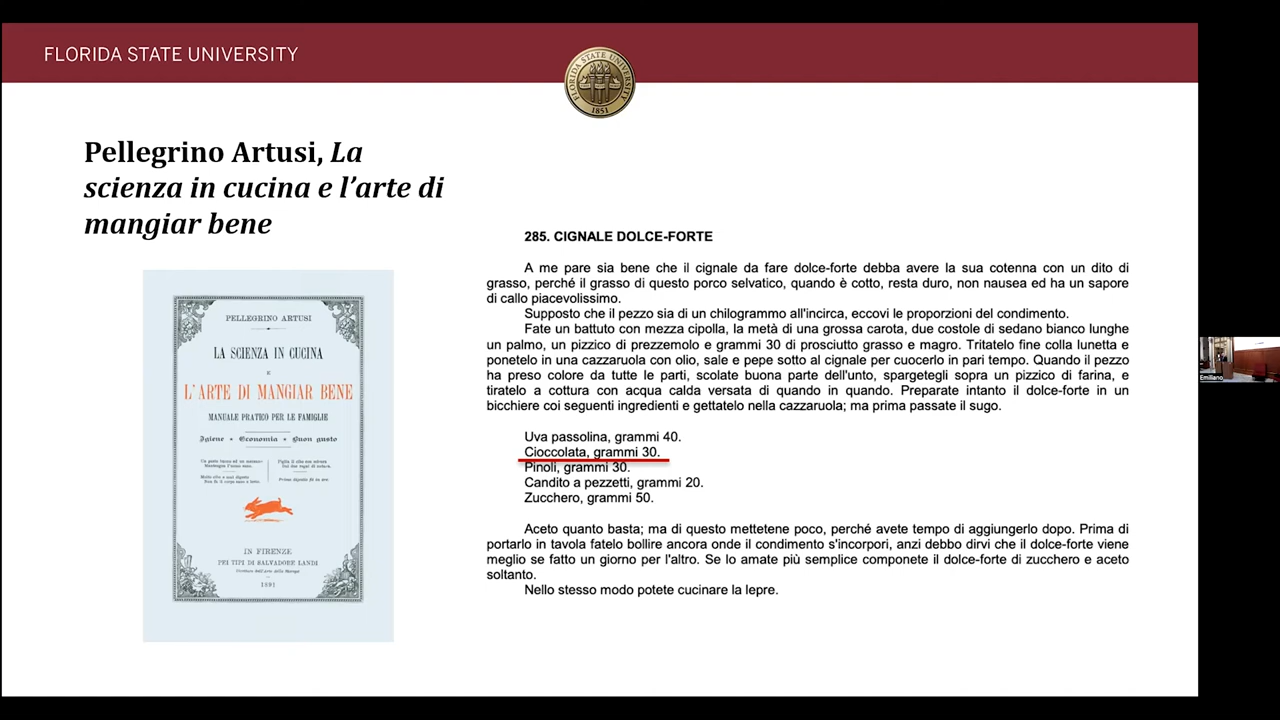 FLORIDA STATE UNIVERSITY
FLORIDA STATE UNIVERSITY
1851
Pellegrino Artusi, La
scienza in cucina e l’arte di
mangiar bene
PELLEGRINO ARTUSI
LA SCIENZA IN CUCINA
E
L'ARTE DI MANGIAR BENE
MANUALE PRATICO PER LE FAMIGLIE
Igiene • Economia • Buon gusto
IN FIRENZE
PEI TIPI DI SALVADORE LANDI
1891
285. CIGNALE DOLCE-FORTE
A me pare sia bene che il cignale da fare dolce-forte debba avere la sua cotenna con un dito di
grasso, perché il grasso di questo porco selvatico, quando è cotto, resta duro, non nausea ed ha un sapore
di callo piacevolissimo.
Supposto che il pezzo sia di un chilogrammo all'incirca, eccovi le proporzioni del condimento.
Fate un battuto con mezza cipolla, la metà di una grossa carota, due costole di sedano bianco lunghe
un palmo, un pizzico di prezzemolo e grammi 30 di prosciutto grasso e magro. Tritatelo fine colla lunetta e
ponetelo in una cazzaruola con olio, sale e pepe sotto al cignale per cuocerlo in pari tempo. Quando il pezzo
ha preso colore da tutte le parti, scolate buona parte dell'unto, spargetegli sopra un pizzico di farina, e
tiratelo a cottura con acqua calda versata di quando in quando. Preparate intanto il dolce-forte in un
bicchiere coi seguenti ingredienti e gettatelo nella cazzaruola; ma prima passate il sugo.
Uva passolina, grammi 40.
Cioccolata, grammi 30.
Pinoli, grammi 30.
Candito a pezzetti, grammi 20.
Zucchero, grammi 50.
Aceto quanto basta; ma di questo mettetene poco, perché avete tempo di aggiungerlo dopo. Prima di
portarlo in tavola fatelo bollire ancora onde il condimento s'incorpori, anzi debbo dirvi che il dolce-forte viene
meglio se fatto un giorno per l'altro. Se lo amate più semplice componete il dolce-forte di zucchero e aceto
soltanto.
Nello stesso modo potete cucinare la lepre.
Emiliano